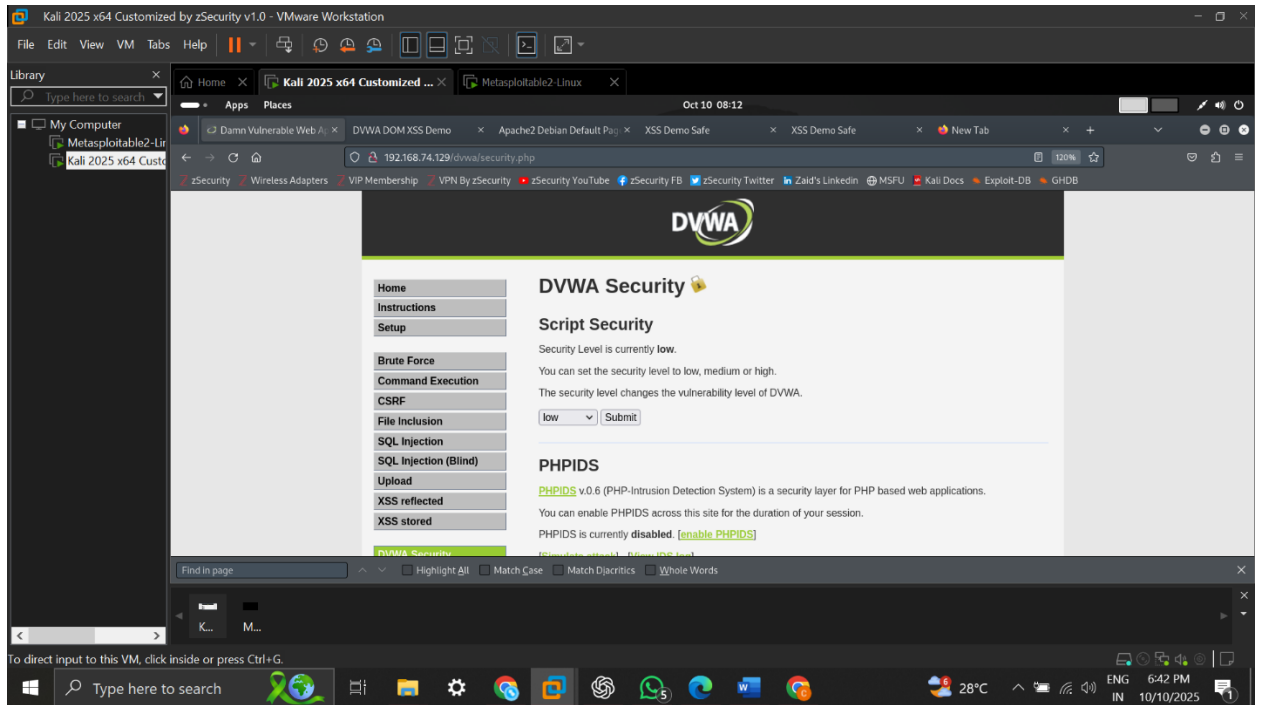 Kali 2025 x64 Customized by zSecurity v1.0 - VMware Workstation
File Edit View VM Tabs Help
Library
Type here to search
My Computer
Metasploitable2-Lir
Kali 2025 x64 Custo
Home
Kali 2025 x64 Customized ...
Metasploitable2-Linux
Apps Places
Oct 10 08:12
Damn Vulnerable Web Ap
DVWA DOM XSS Demo
Apache2 Debian Default Pag
XSS Demo Safe
XSS Demo Safe
New Tab
192.168.74.129/dvwa/security.php
120%
zSecurity Wireless Adapters VIP Membership VPN By zSecurity zSecurity YouTube zSecurity FB zSecurity Twitter Zaid's Linkedin MSFU Kali Docs Exploit-DB GHDB
DVWA
Home
Instructions
Setup
Brute Force
Command Execution
CSRF
File Inclusion
SQL Injection
SQL Injection (Blind)
Upload
XSS reflected
XSS stored
DVWA Security
DVWA Security
Script Security
Security Level is currently low.
You can set the security level to low, medium or high.
The security level changes the vulnerability level of DVWA.
low Submit
PHPIDS
PHPIDS v.0.6 (PHP-Intrusion Detection System) is a security layer for PHP based web applications.
You can enable PHPIDS across this site for the duration of your session.
PHPIDS is currently disabled. [enable PHPIDS]
[Simulate attack] - [View IDS log]
Find in page
Highlight All Match Case Match Diacritics Whole Words
K... M...
To direct input to this VM, click inside or press Ctrl+G.
Type here to search
5
28°C
ENG
IN
6:42 PM
10/10/2025
1